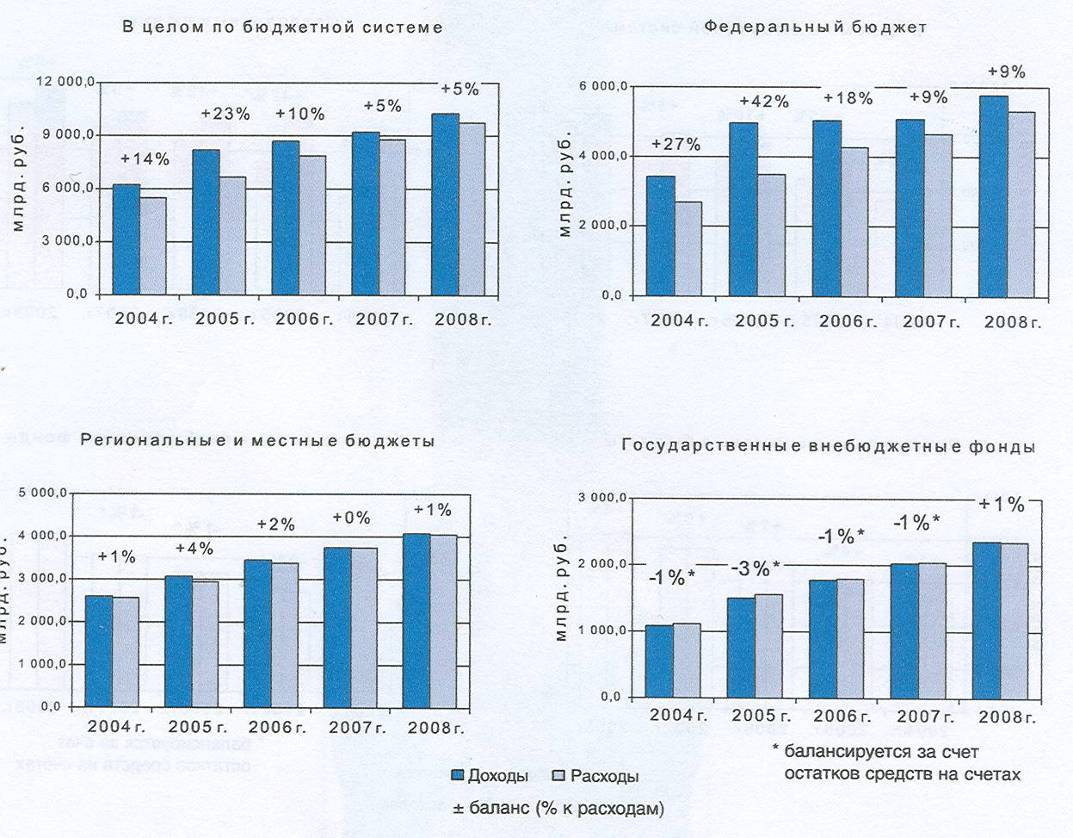 В целом по бюджетной системе
млрд. руб.
12 000,0
9 000,0
6 000,0
3 000,0
0,0
+14%
+23%
+10%
+5%
+5%
2004 г.
2005 г.
2006 г.
2007 г.
2008 г.
Федеральный бюджет
млрд. руб.
6 000,0
4 000,0
2 000,0
0,0
+27%
+42%
+18%
+9%
+9%
2004 г.
2005 г.
2006 г.
2007 г.
2008 г.
Региональные и местные бюджеты
млрд. руб.
5 000,0
4 000,0
3 000,0
2 000,0
1 000,0
0,0
+1%
+4%
+2%
+0%
+1%
2004 г.
2005 г.
2006 г.
2007 г.
2008 г.
Государственные внебюджетные фонды
млрд. руб.
3 000,0
2 000,0
1 000,0
0,0
-1%*
-3%*
-1%*
-1%*
+1%
2004 г.
2005 г.
2006 г.
2007 г.
2008 г.
* балансируется за счет
остатков средств на счетах
Доходы
Расходы
± баланс (% к расходам)